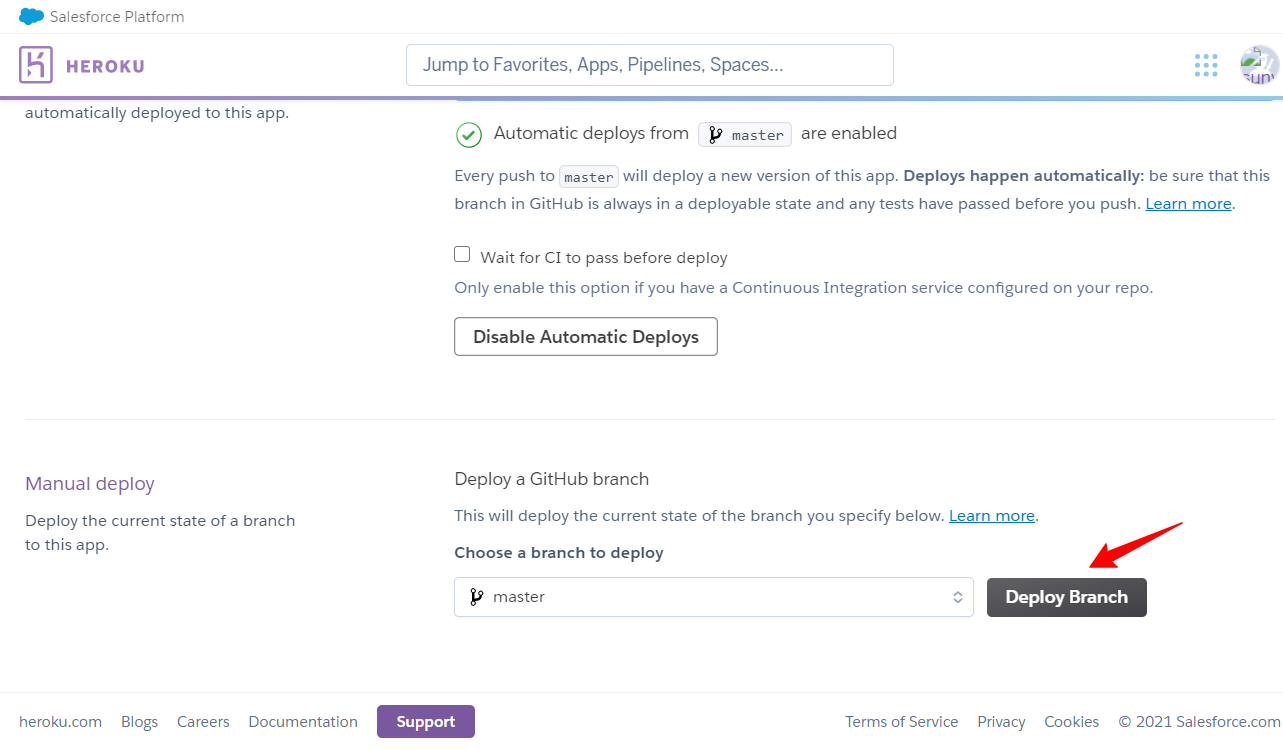 Salesforce Platform
HEROKU
Jump to Favorites, Apps, Pipelines, Spaces...
automatically deployed to this app.
Automatic deploys from master are enabled
Every push to master will deploy a new version of this app. Deploys happen automatically: be sure that this
branch in GitHub is always in a deployable state and any tests have passed before you push. Learn more.
Wait for CI to pass before deploy
Only enable this option if you have a Continuous Integration service configured on your repo.
Disable Automatic Deploys
Manual deploy
Deploy the current state of a branch
to this app.
Deploy a GitHub branch
This will deploy the current state of the branch you specify below. Learn more.
Choose a branch to deploy
master
Deploy Branch
heroku.com Blogs Careers Documentation Support Terms of Service Privacy Cookies © 2021 Salesforce.com